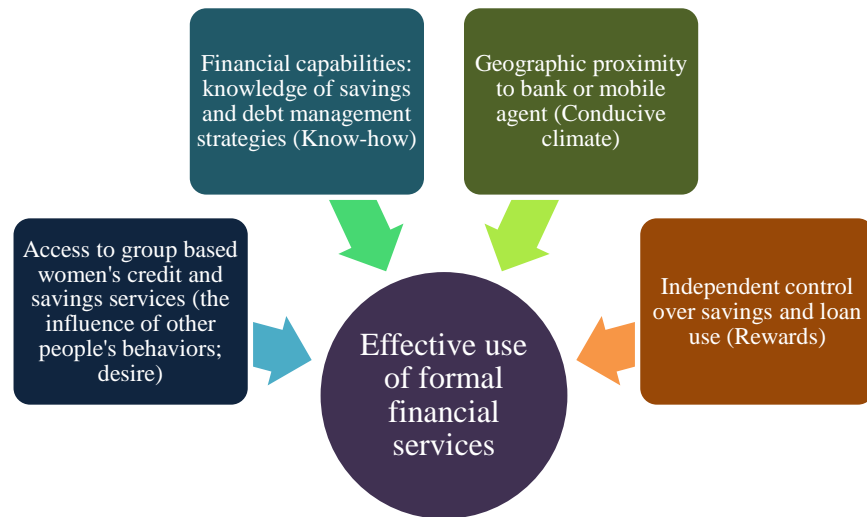 Financial capabilities:
knowledge of savings
and debt management
strategies (Know-how)
Geographic proximity
to bank or mobile
agent (Conducive
climate)
Access to group based
women's credit and
savings services (the
influence of other
people's behaviors;
desire)
Independent control
over savings and loan
use (Rewards)
Effective use
of formal
financial
services